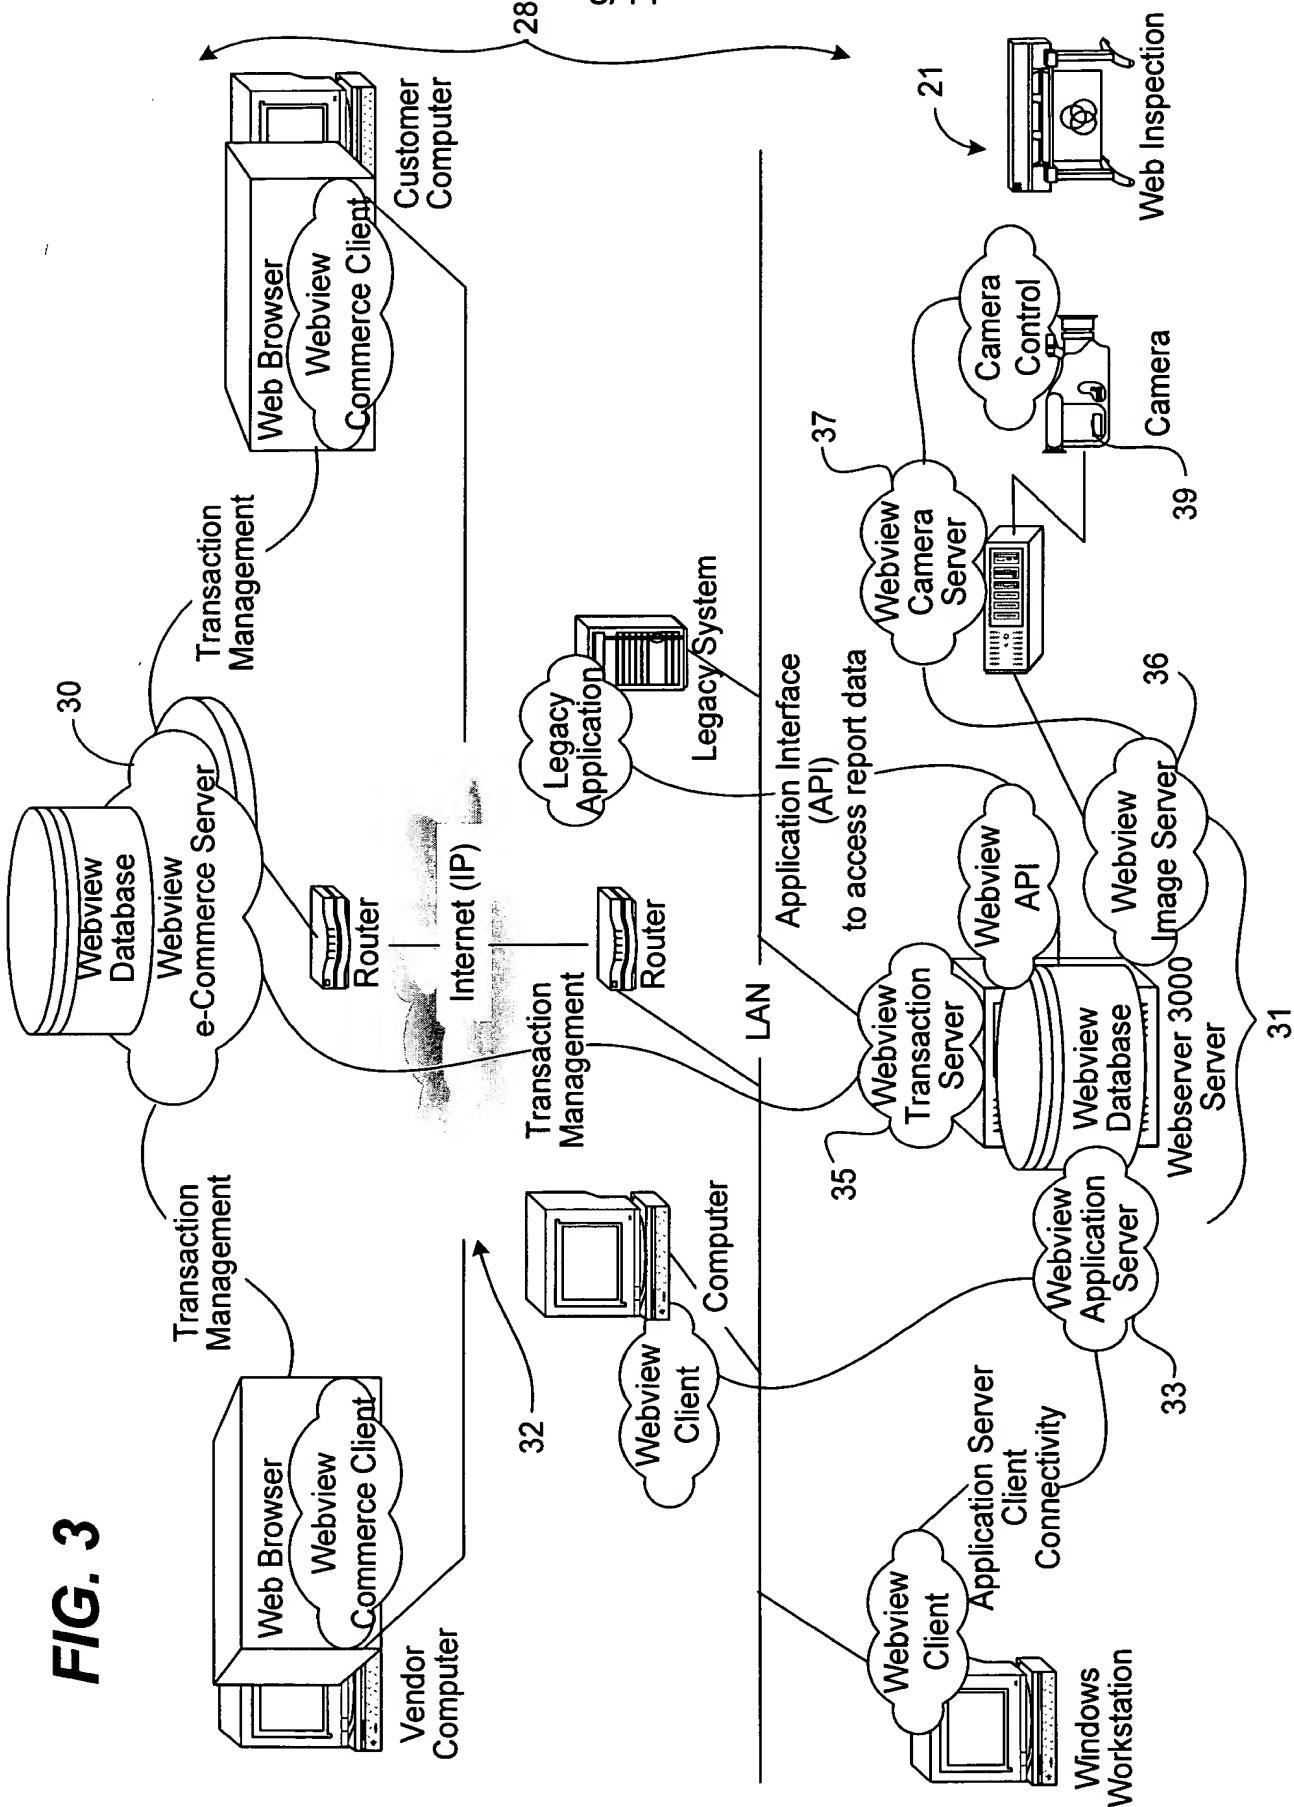 FIG. 3
28
30
Webview
Database
Webview
e-Commerce Server
Transaction
Management
Transaction
Management
Web Browser
Webview
Commerce Client
Vendor
Computer
Web Browser
Webview
Commerce Client
Customer
Computer
Router
Internet (IP)
Router
32
Transaction
Management
Computer
Webview
Client
Legacy
Application
Legacy System
LAN
Application Interface
(API)
to access report data
Webview
Client
Windows
Workstation
Application Server
Client
Connectivity
Webview
Application
Server
33
35
Webview
Transaction
Server
Webview
API
Webview
Database
Webserver 3000
Server
Webview
Image Server
36
31
37
Webview
Camera
Server
Camera
Control
Camera
39
21
Web Inspection